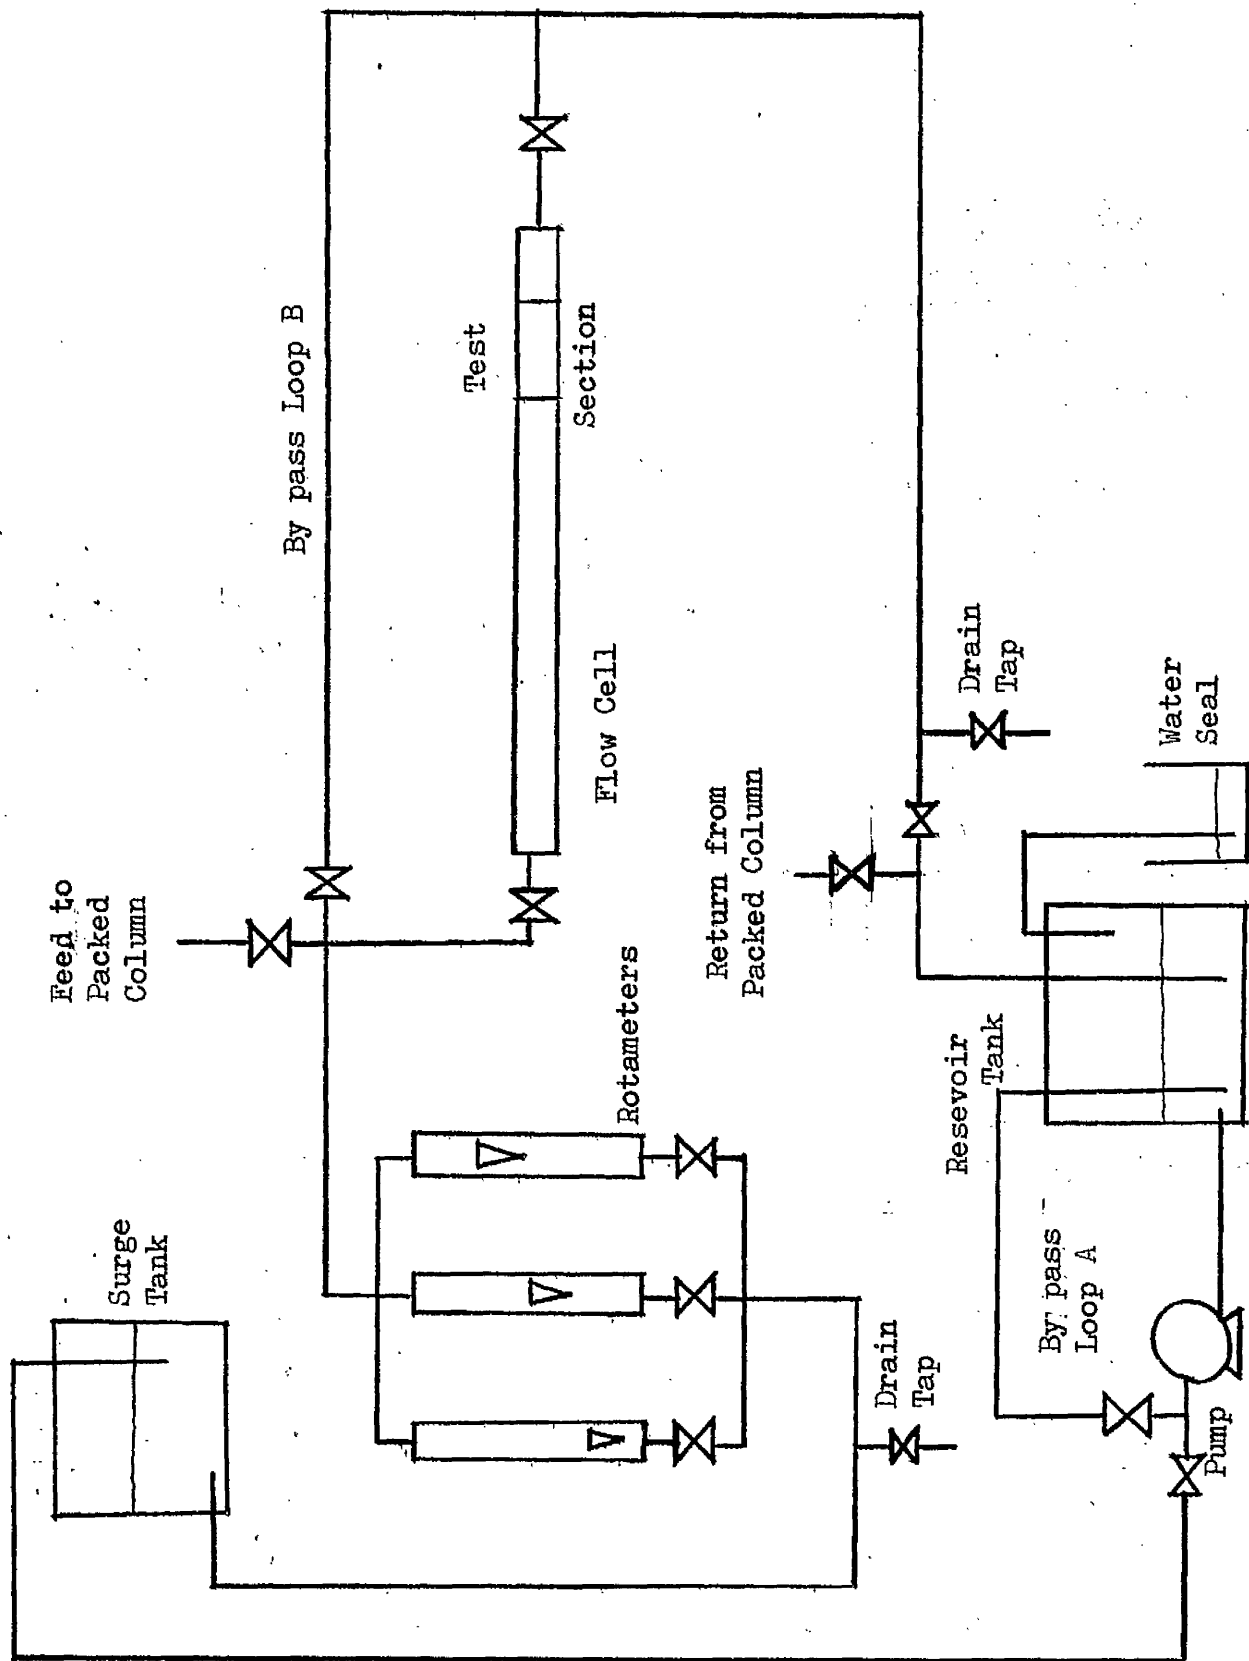 Surge
Tank
Feed to
Packed
Column
By pass Loop B
Test
Section
Flow Cell
Rotameters
Return from
Packed Column
Drain
Tap
Water
Seal
Resevoir
Tank
By pass
Loop A
Drain
Tap
Pump